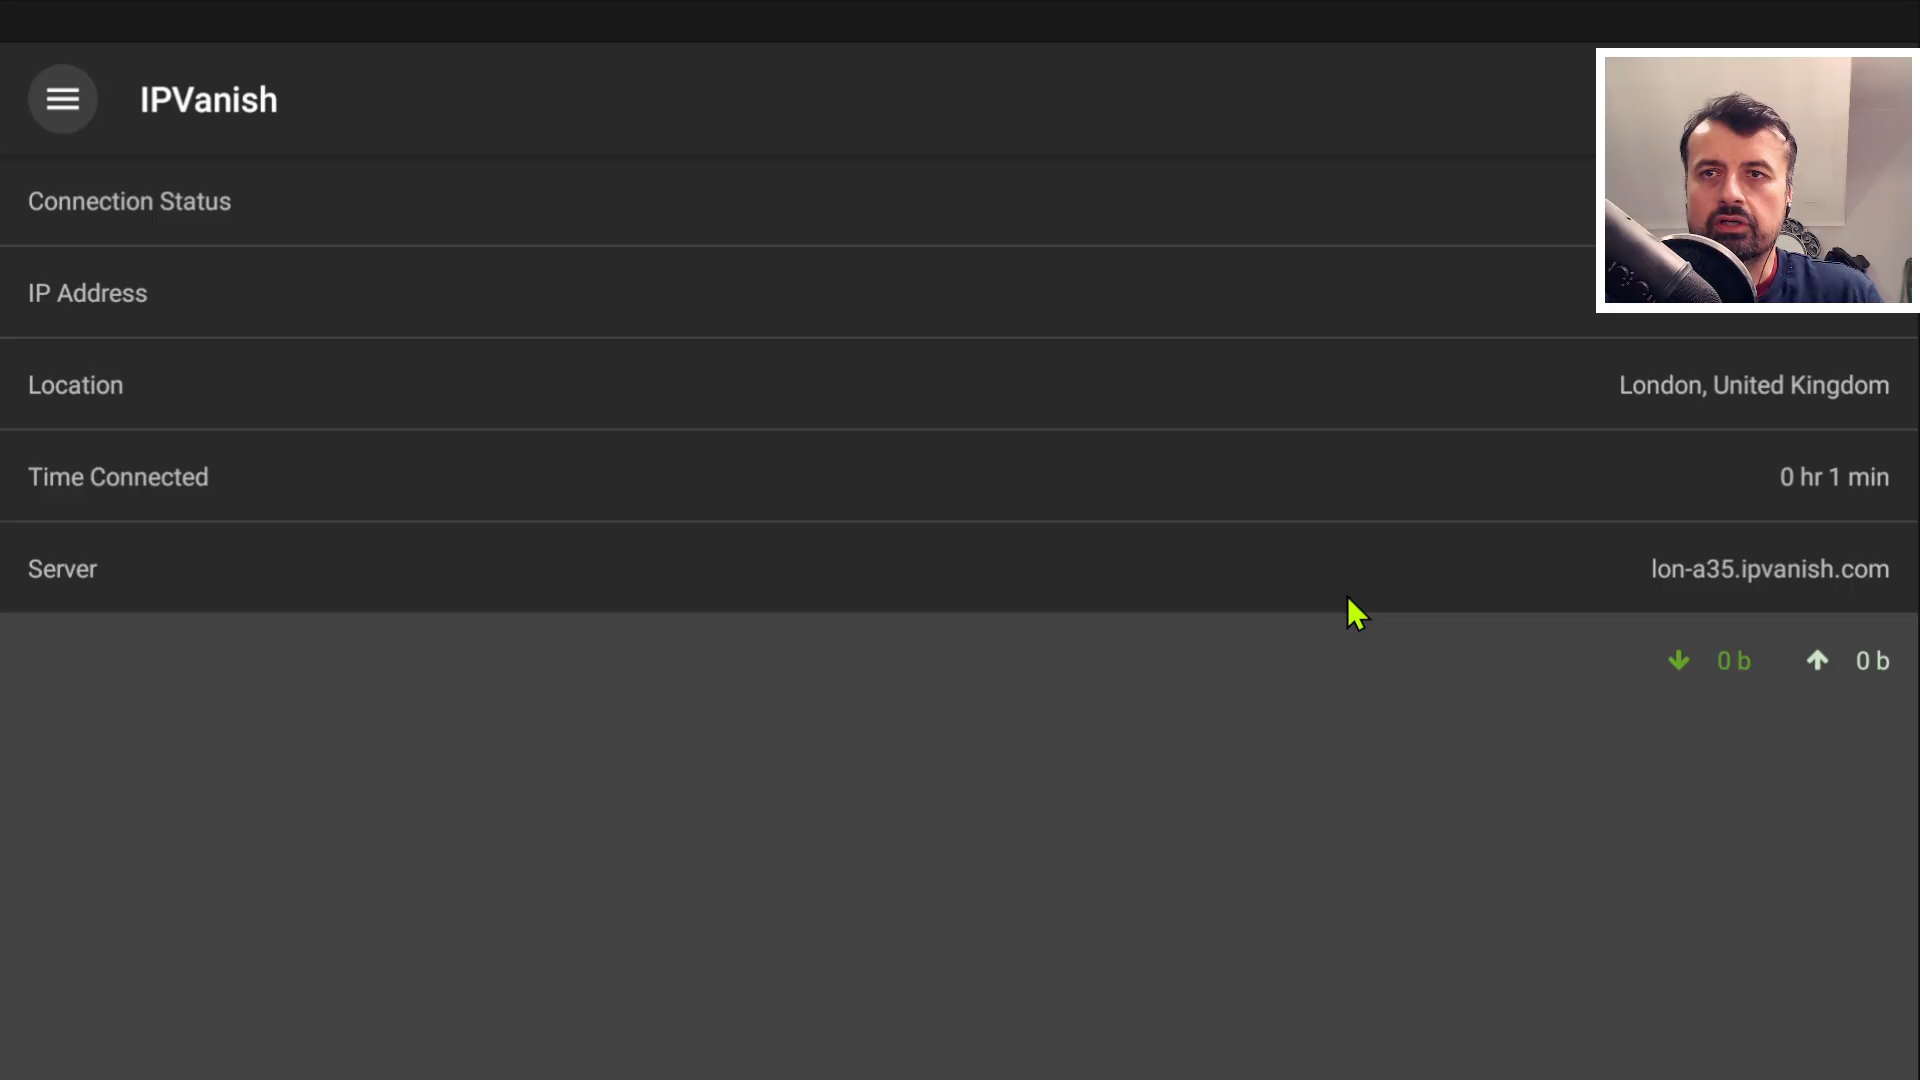 IPVanish
Connection Status
IP Address
Location London, United Kingdom
Time Connected 0 hr 1 min
Server lon-a35.ipvanish.com
0 b 0 b